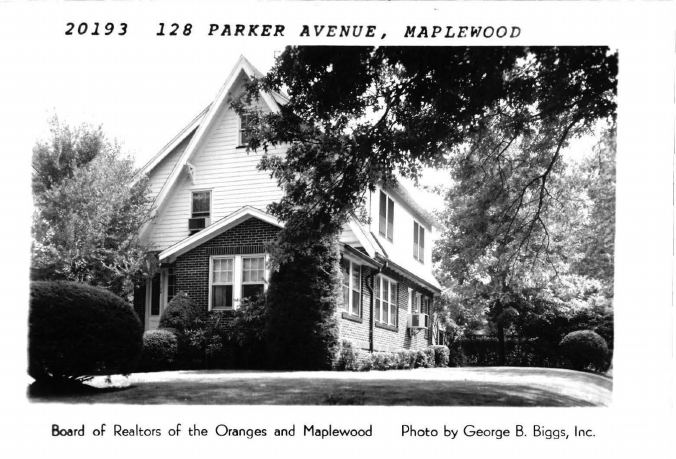 20193 128 PARKER AVENUE, MAPLEWOOD
Board of Realtors of the Oranges and Maplewood Photo by George B. Biggs, Inc.